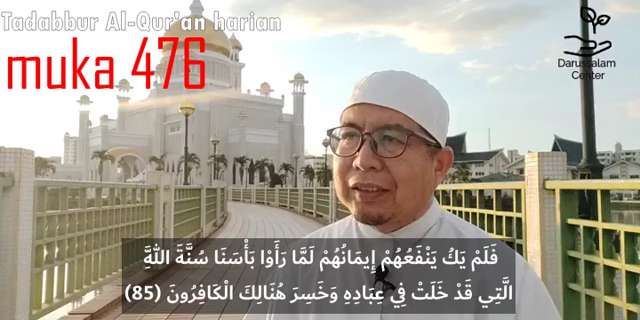 Tadabbur Al-Qur'an harian
muka 476
Darussalam
Center
فَلَمْ يَكُ يَنْفَعُهُمْ إِيمَانُهُمْ لَمَّا رَأَوْا بَأْسَنَا سُنَّةَ اللَّهِ
الَّتِي قَدْ خَلَتْ فِي عِبَادِهِ وَخَسِرَ هُنَالِكَ الْكَافِرُونَ (85)